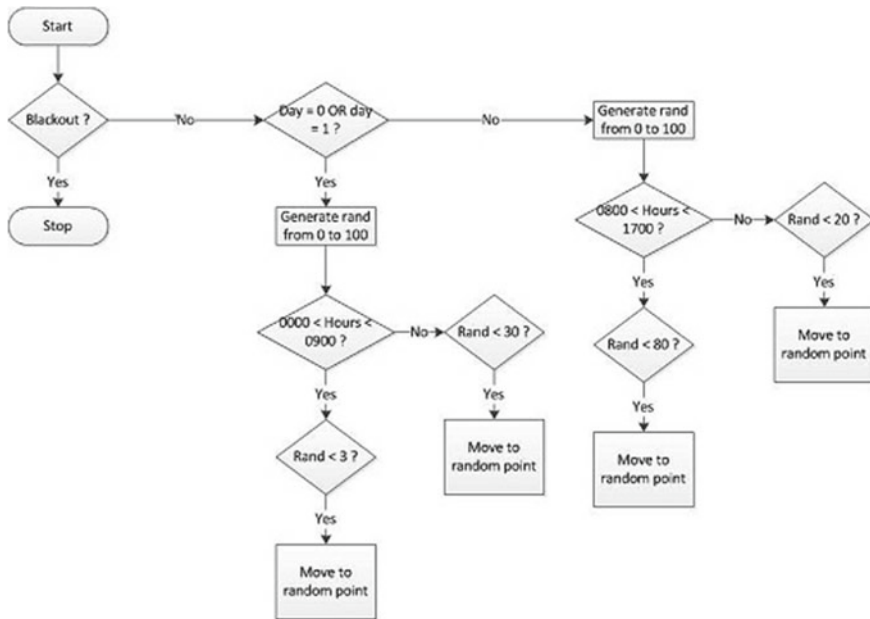 Start
Blackout ?
No
Day = 0 OR day
= 1 ?
No
Generate rand
from 0 to 100
Yes
Stop
Yes
Generate rand
from 0 to 100
0800 < Hours <
1700 ?
No
Rand < 20 ?
Yes
Yes
0000 < Hours <
0900 ?
No
Rand < 30 ?
Rand < 80 ?
Move to
random point
Yes
Yes
Yes
Rand < 3 ?
Move to
random point
Move to
random point
Yes
Move to
random point